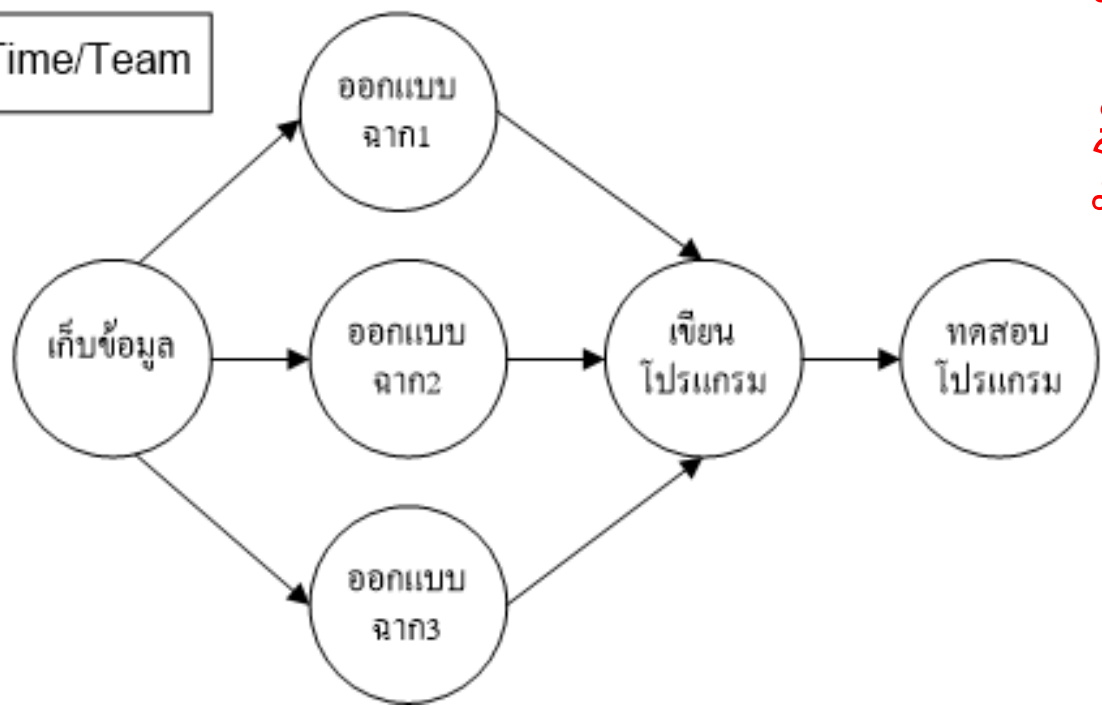 Time/Team
ออกแบบ
ฉาก1
เก็บข้อมูล
ออกแบบ
ฉาก2
เขียน
โปรแกรม
ทดสอบ
โปรแกรม
ออกแบบ
ฉาก3